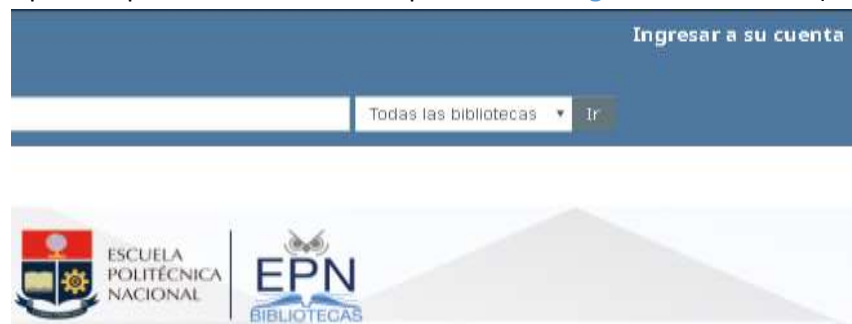 Ingresar a su cuenta
Todas las bibliotecas
Ir
ESCUELA
POLITÉCNICA
NACIONAL
EPN
BIBLIOTECAS